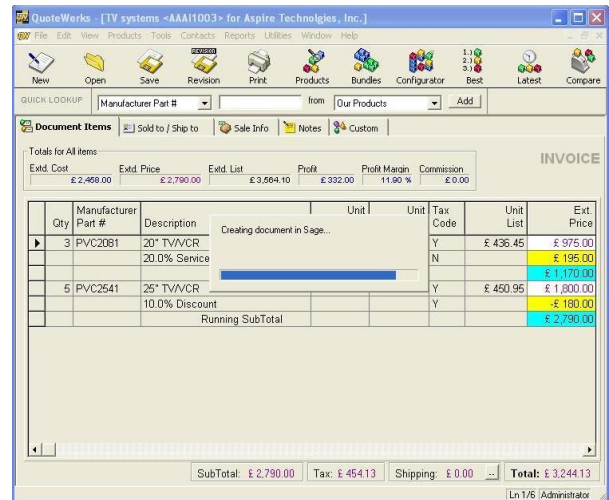 QuoteWerks - [TV systems <AAAI1003> for Aspire Technolgies, Inc.]
File Edit View Products Tools Contacts Reports Utilities Window Help
REVISION 1.) 2.) 3.)
New Open Save Revision Print Products Bundles Configurator Best Latest Compare
QUICK LOOKUP Manufacturer Part # from Our Products Add
Document Items Sold to / Ship to Sale Info Notes Custom
Totals for All items
INVOICE
Extd. Cost Extd. Price Extd. List Profit Profit Margin Commission
£ 2,458.00 £ 2,790.00 £ 3,564.10 £ 332.00 11.90 % £ 0.00
Manufacturer Unit Unit Tax Unit Ext.
Qty Part # Description Code List Price
Creating document in Sage...
3 PVC2081 20" TV/VCR Y £ 436.45 £ 975.00
20.0% Service N £ 195.00
£ 1,170.00
5 PVC2541 25" TV/VCR Y £ 450.95 £ 1,800.00
10.0% Discount Y -£ 180.00
Running SubTotal £ 2,790.00
SubTotal: £ 2,790.00 Tax: £ 454.13 Shipping: £ 0.00 ... Total: £ 3,244.13
Ln 1/6 Administrator